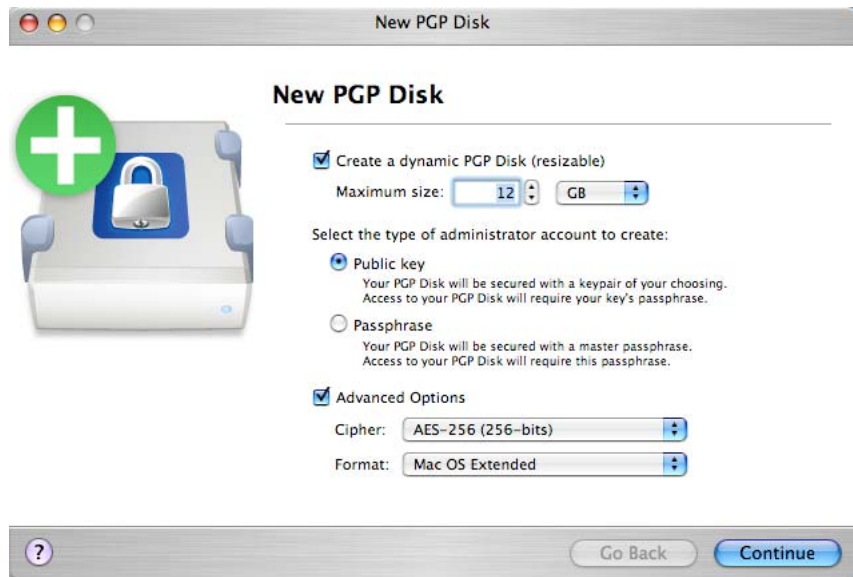 New PGP Disk
New PGP Disk
Create a dynamic PGP Disk (resizable)
Maximum size: 12 GB
Select the type of administrator account to create:
Public key
Your PGP Disk will be secured with a keypair of your choosing.
Access to your PGP Disk will require your key's passphrase.
Passphrase
Your PGP Disk will be secured with a master passphrase.
Access to your PGP Disk will require this passphrase.
Advanced Options
Cipher: AES-256 (256-bits)
Format: Mac OS Extended
? Go Back Continue